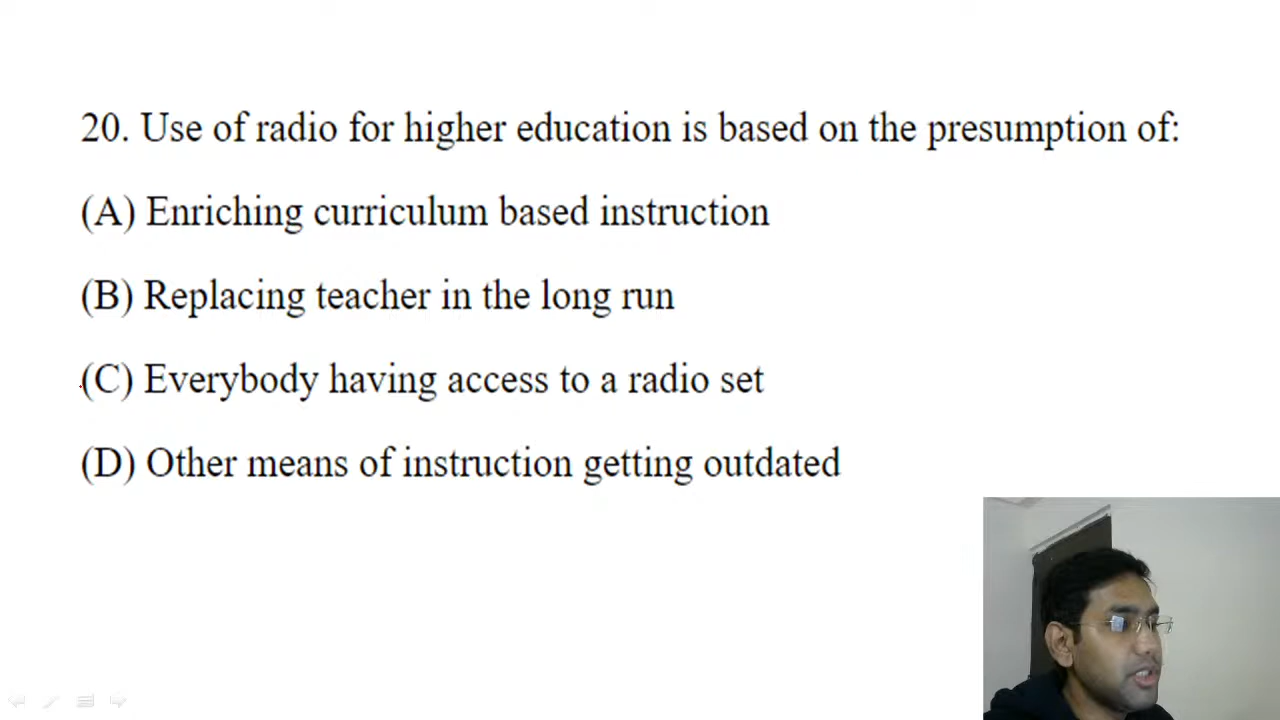 20. Use of radio for higher education is based on the presumption of:
(A) Enriching curriculum based instruction
(B) Replacing teacher in the long run
(C) Everybody having access to a radio set
(D) Other means of instruction getting outdated